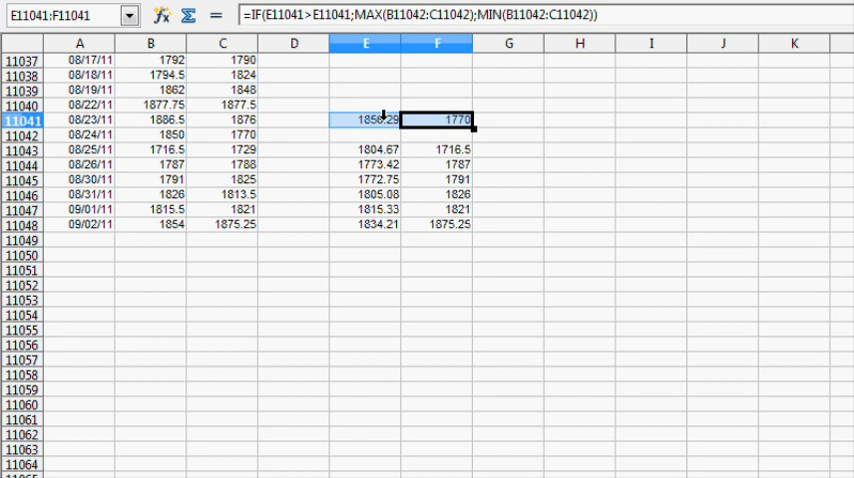 E11041:F11041 =IF(E11041>E11041;MAX(B11042:C11042);MIN(B11042:C11042))
A B C D E F G H I J K
11037 08/17/11 1792 1790
11038 08/18/11 1794.5 1824
11039 08/19/11 1862 1848
11040 08/22/11 1877.75 1877.5
11041 08/23/11 1886.5 1876 1856.29 1770
11042 08/24/11 1850 1770
11043 08/25/11 1716.5 1729 1804.67 1716.5
11044 08/26/11 1787 1788 1773.42 1787
11045 08/30/11 1791 1825 1772.75 1791
11046 08/31/11 1826 1813.5 1805.08 1826
11047 09/01/11 1815.5 1821 1815.33 1821
11048 09/02/11 1854 1875.25 1834.21 1875.25
11049
11050
11051
11052
11053
11054
11055
11056
11057
11058
11059
11060
11061
11062
11063
11064